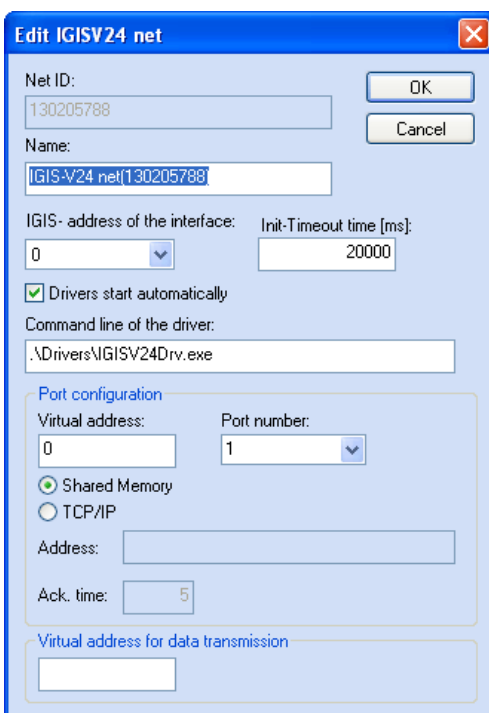 Edit IGISV24 net
Net ID:
OK
130205788
Cancel
Name:
IGIS-V24 net(130205788)
IGIS- address of the interface:
Init-Timeout time [ms]:
0
20000
Drivers start automatically
Command line of the driver:
.\Drivers\IGISV24Drv.exe
Port configuration
Virtual address:
Port number:
0
1
Shared Memory
TCP/IP
Address:
Ack. time:
5
Virtual address for data transmission